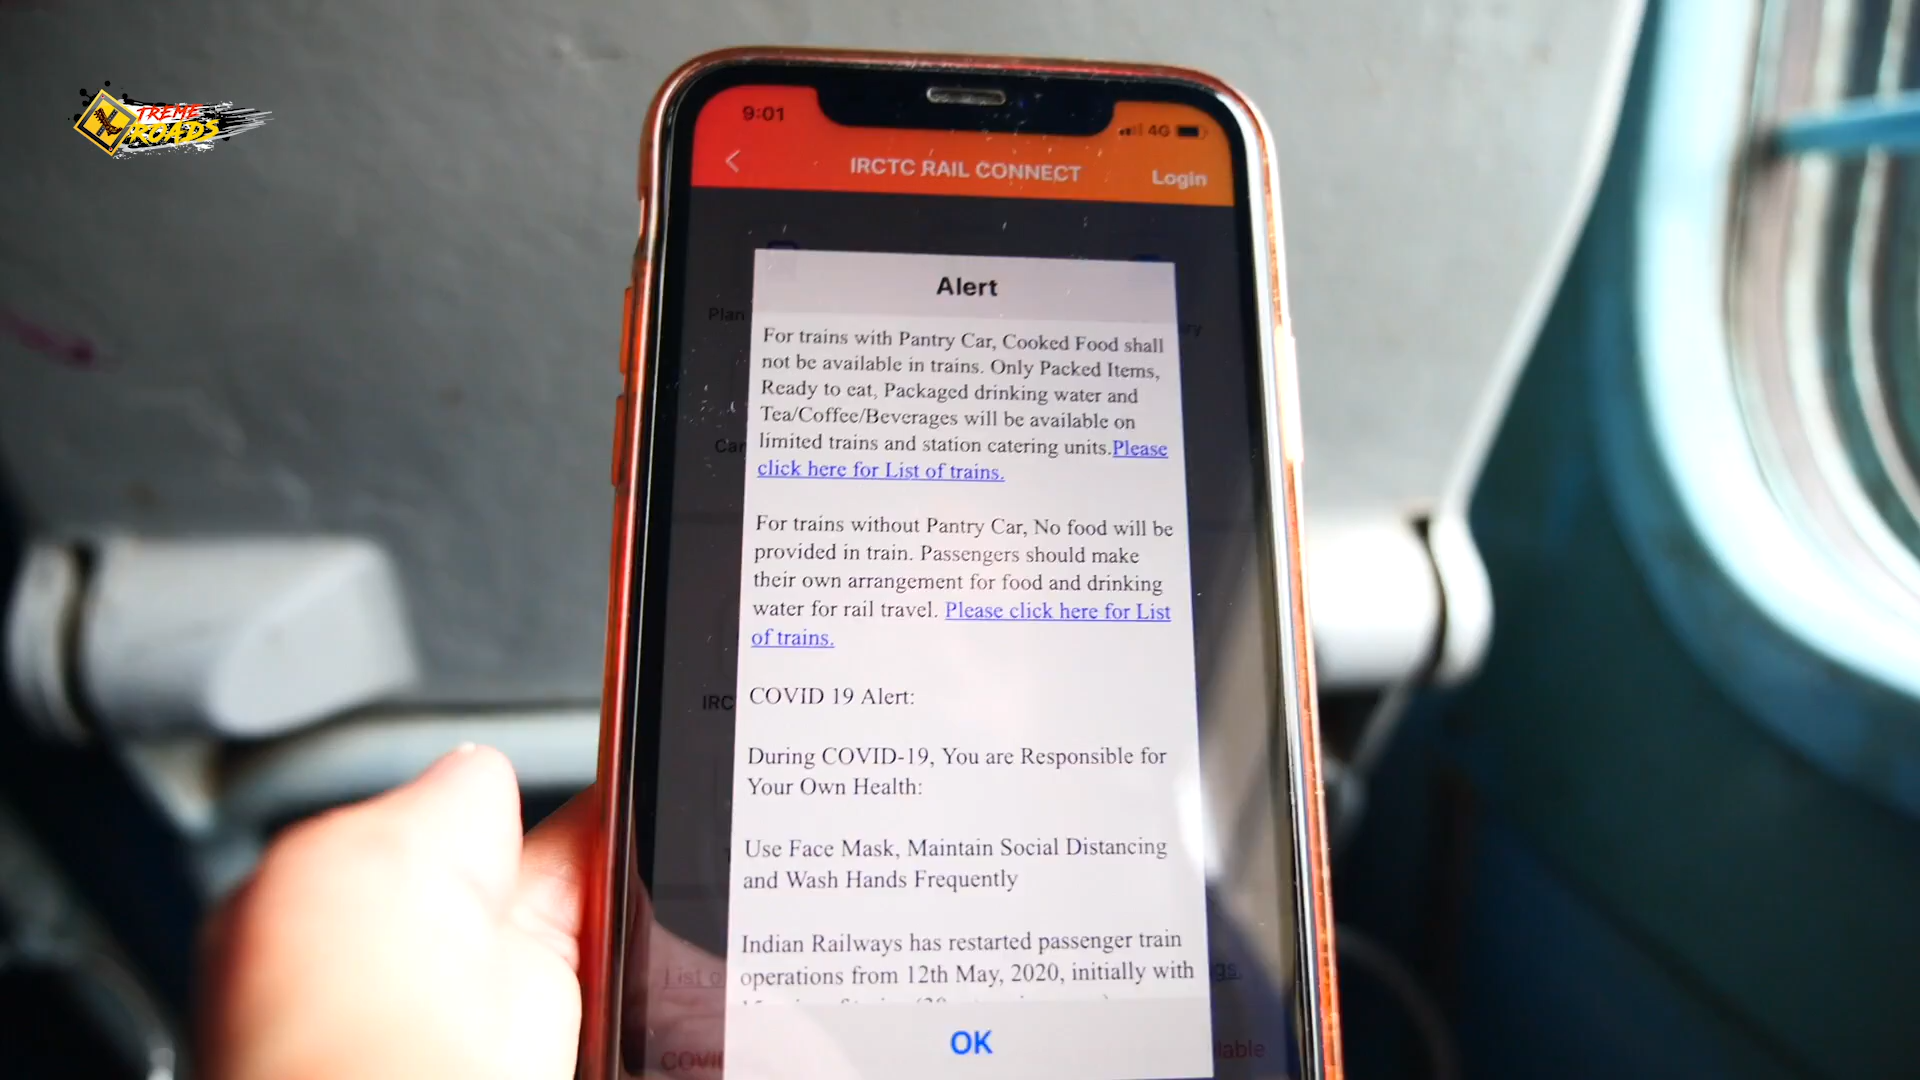 XTREME
ROADS
9:01
4G
IRCTC RAIL CONNECT
Login
Alert
Plan
For trains with Pantry Car, Cooked Food shall
not be available in trains. Only Packed Items,
Ready to eat, Packaged drinking water and
Tea/Coffee/Beverages will be available on
limited trains and station catering units.Please
click here for List of trains.
For trains without Pantry Car, No food will be
provided in train. Passengers should make
their own arrangement for food and drinking
water for rail travel. Please click here for List
of trains.
COVID 19 Alert:
IRC
During COVID-19, You are Responsible for
Your Own Health:
Use Face Mask, Maintain Social Distancing
and Wash Hands Frequently
Indian Railways has restarted passenger train
operations from 12th May, 2020, initially with
OK